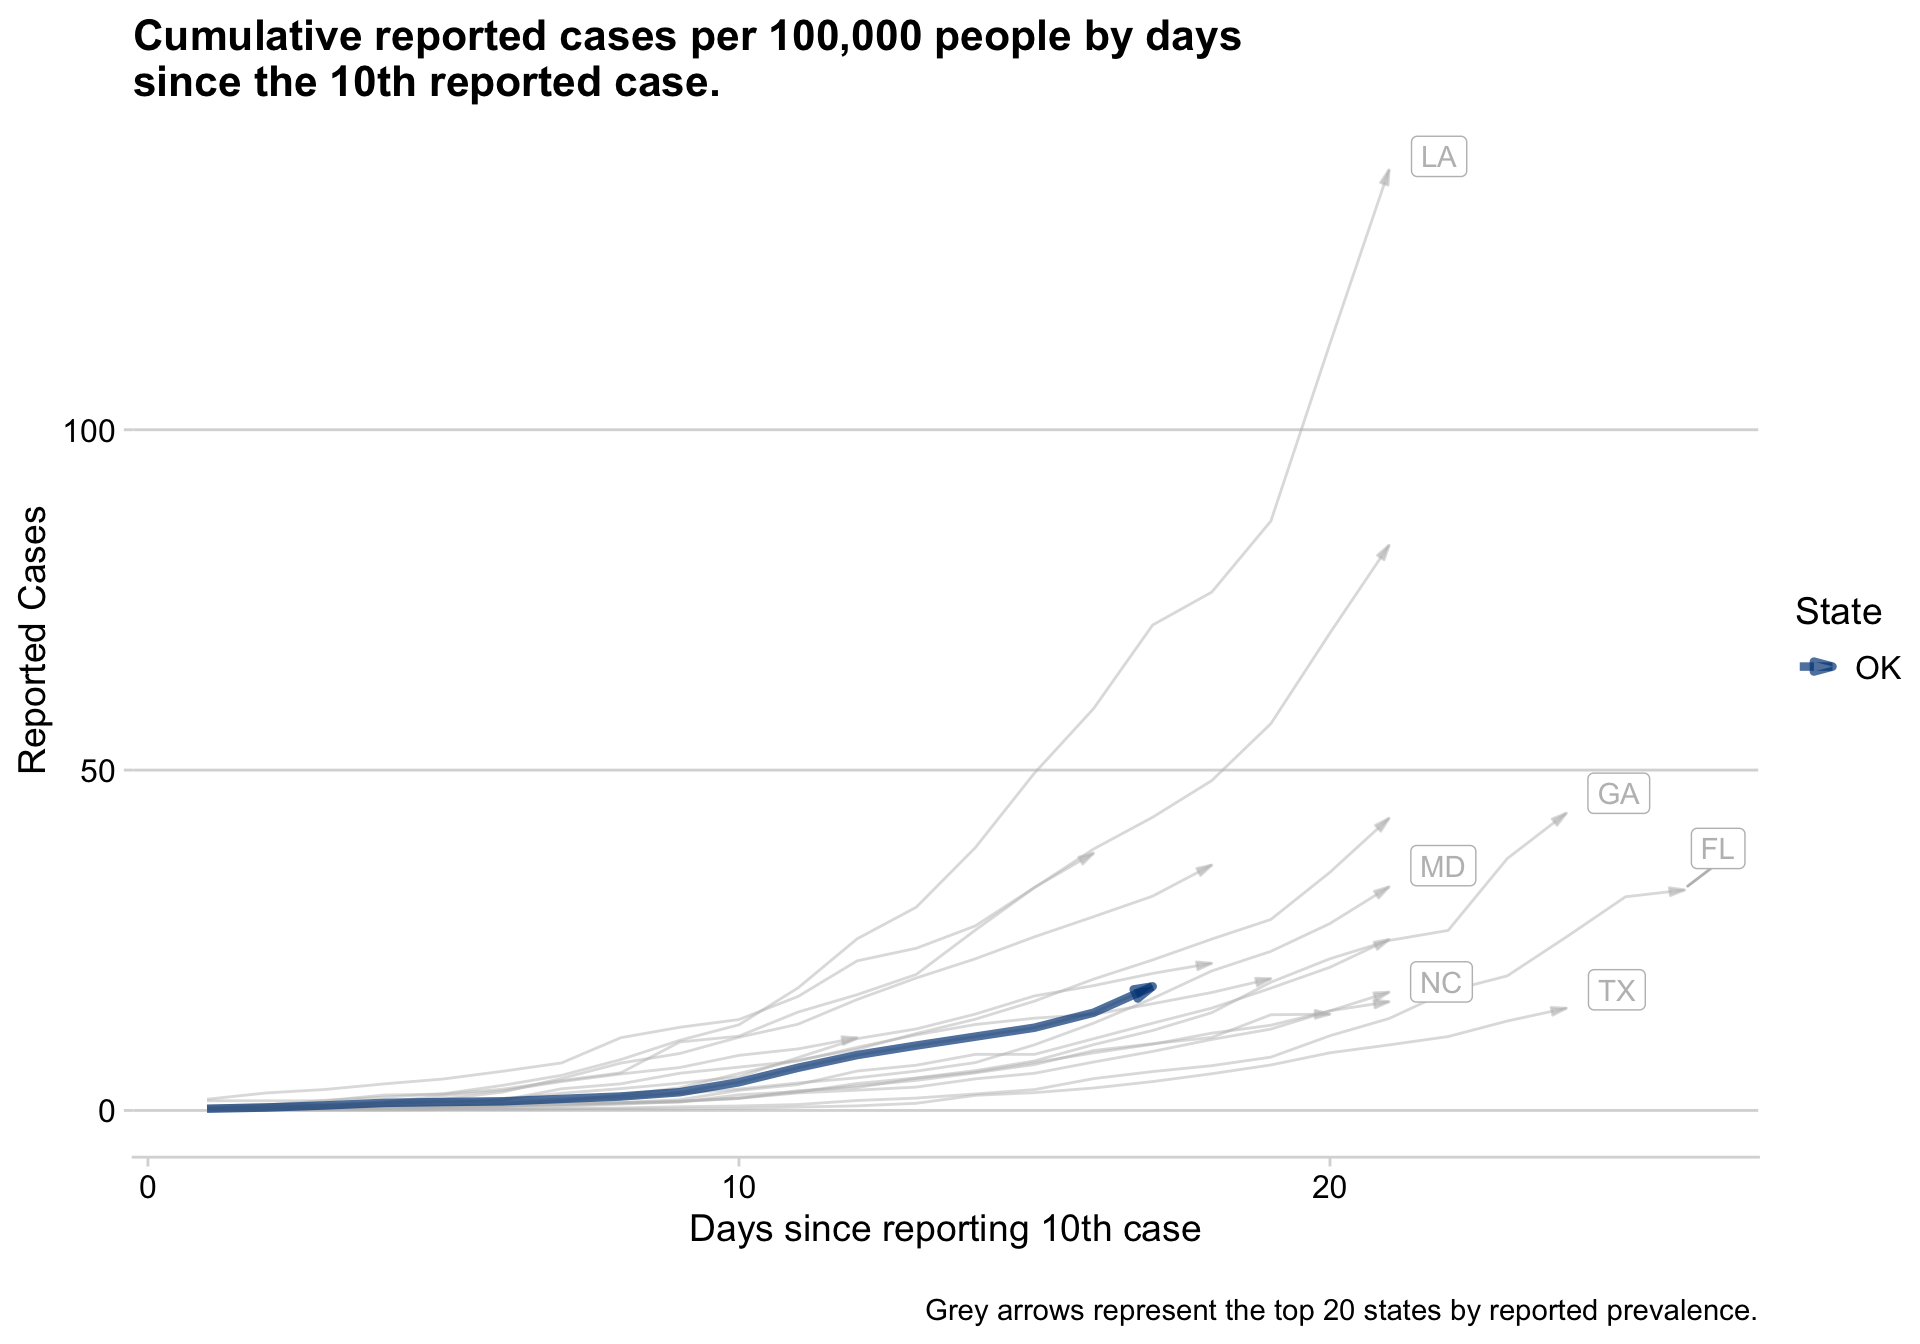 Cumulative reported cases per 100,000 people by days
since the 10th reported case.
LA
100
Reported Cases
State
OK
50
GA
FL
MD
NC
TX
0
0 10 20
Days since reporting 10th case
Grey arrows represent the top 20 states by reported prevalence.